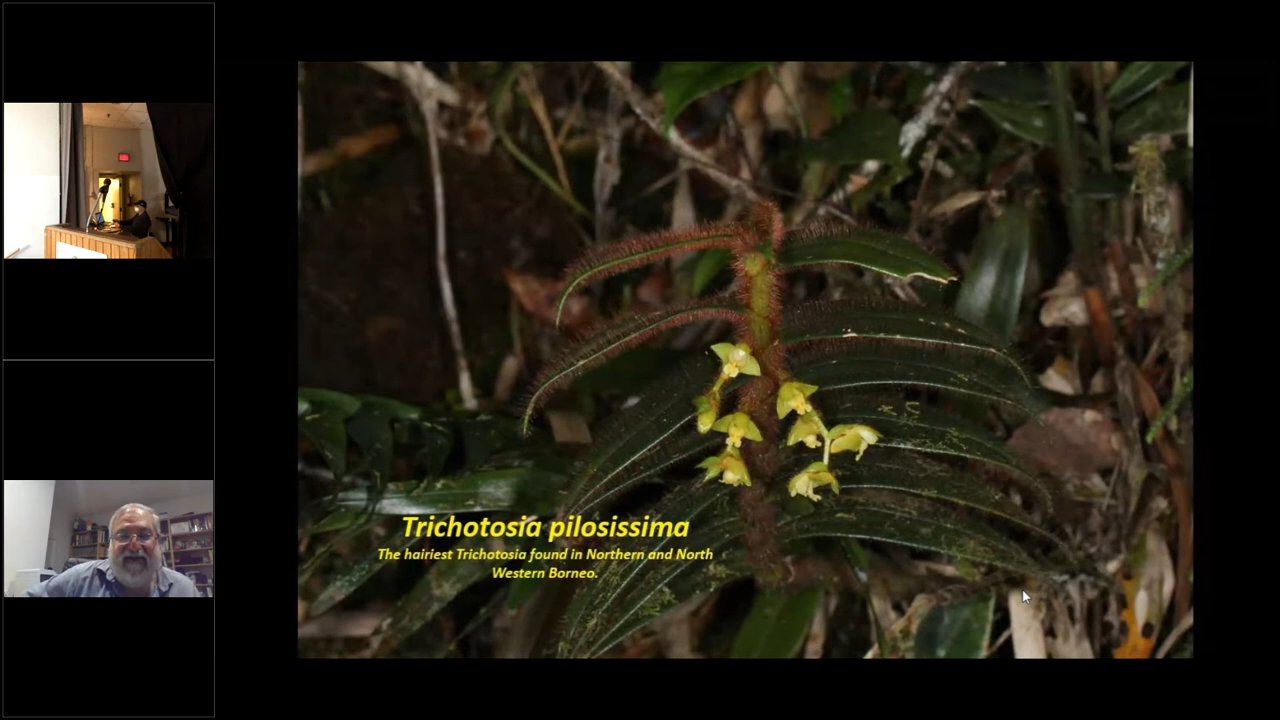 Trichotosia pilosissima
The hairiest Trichotosia found in Northern and North
Western Borneo.